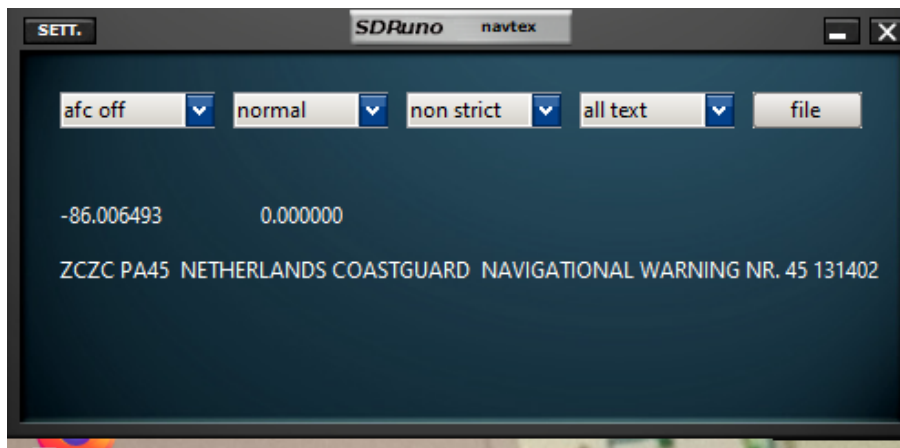 SETT. SDRuno navtex
afc off normal non strict all text file
-86.006493 0.000000
ZCZC PA45 NETHERLANDS COASTGUARD NAVIGATIONAL WARNING NR. 45 131402